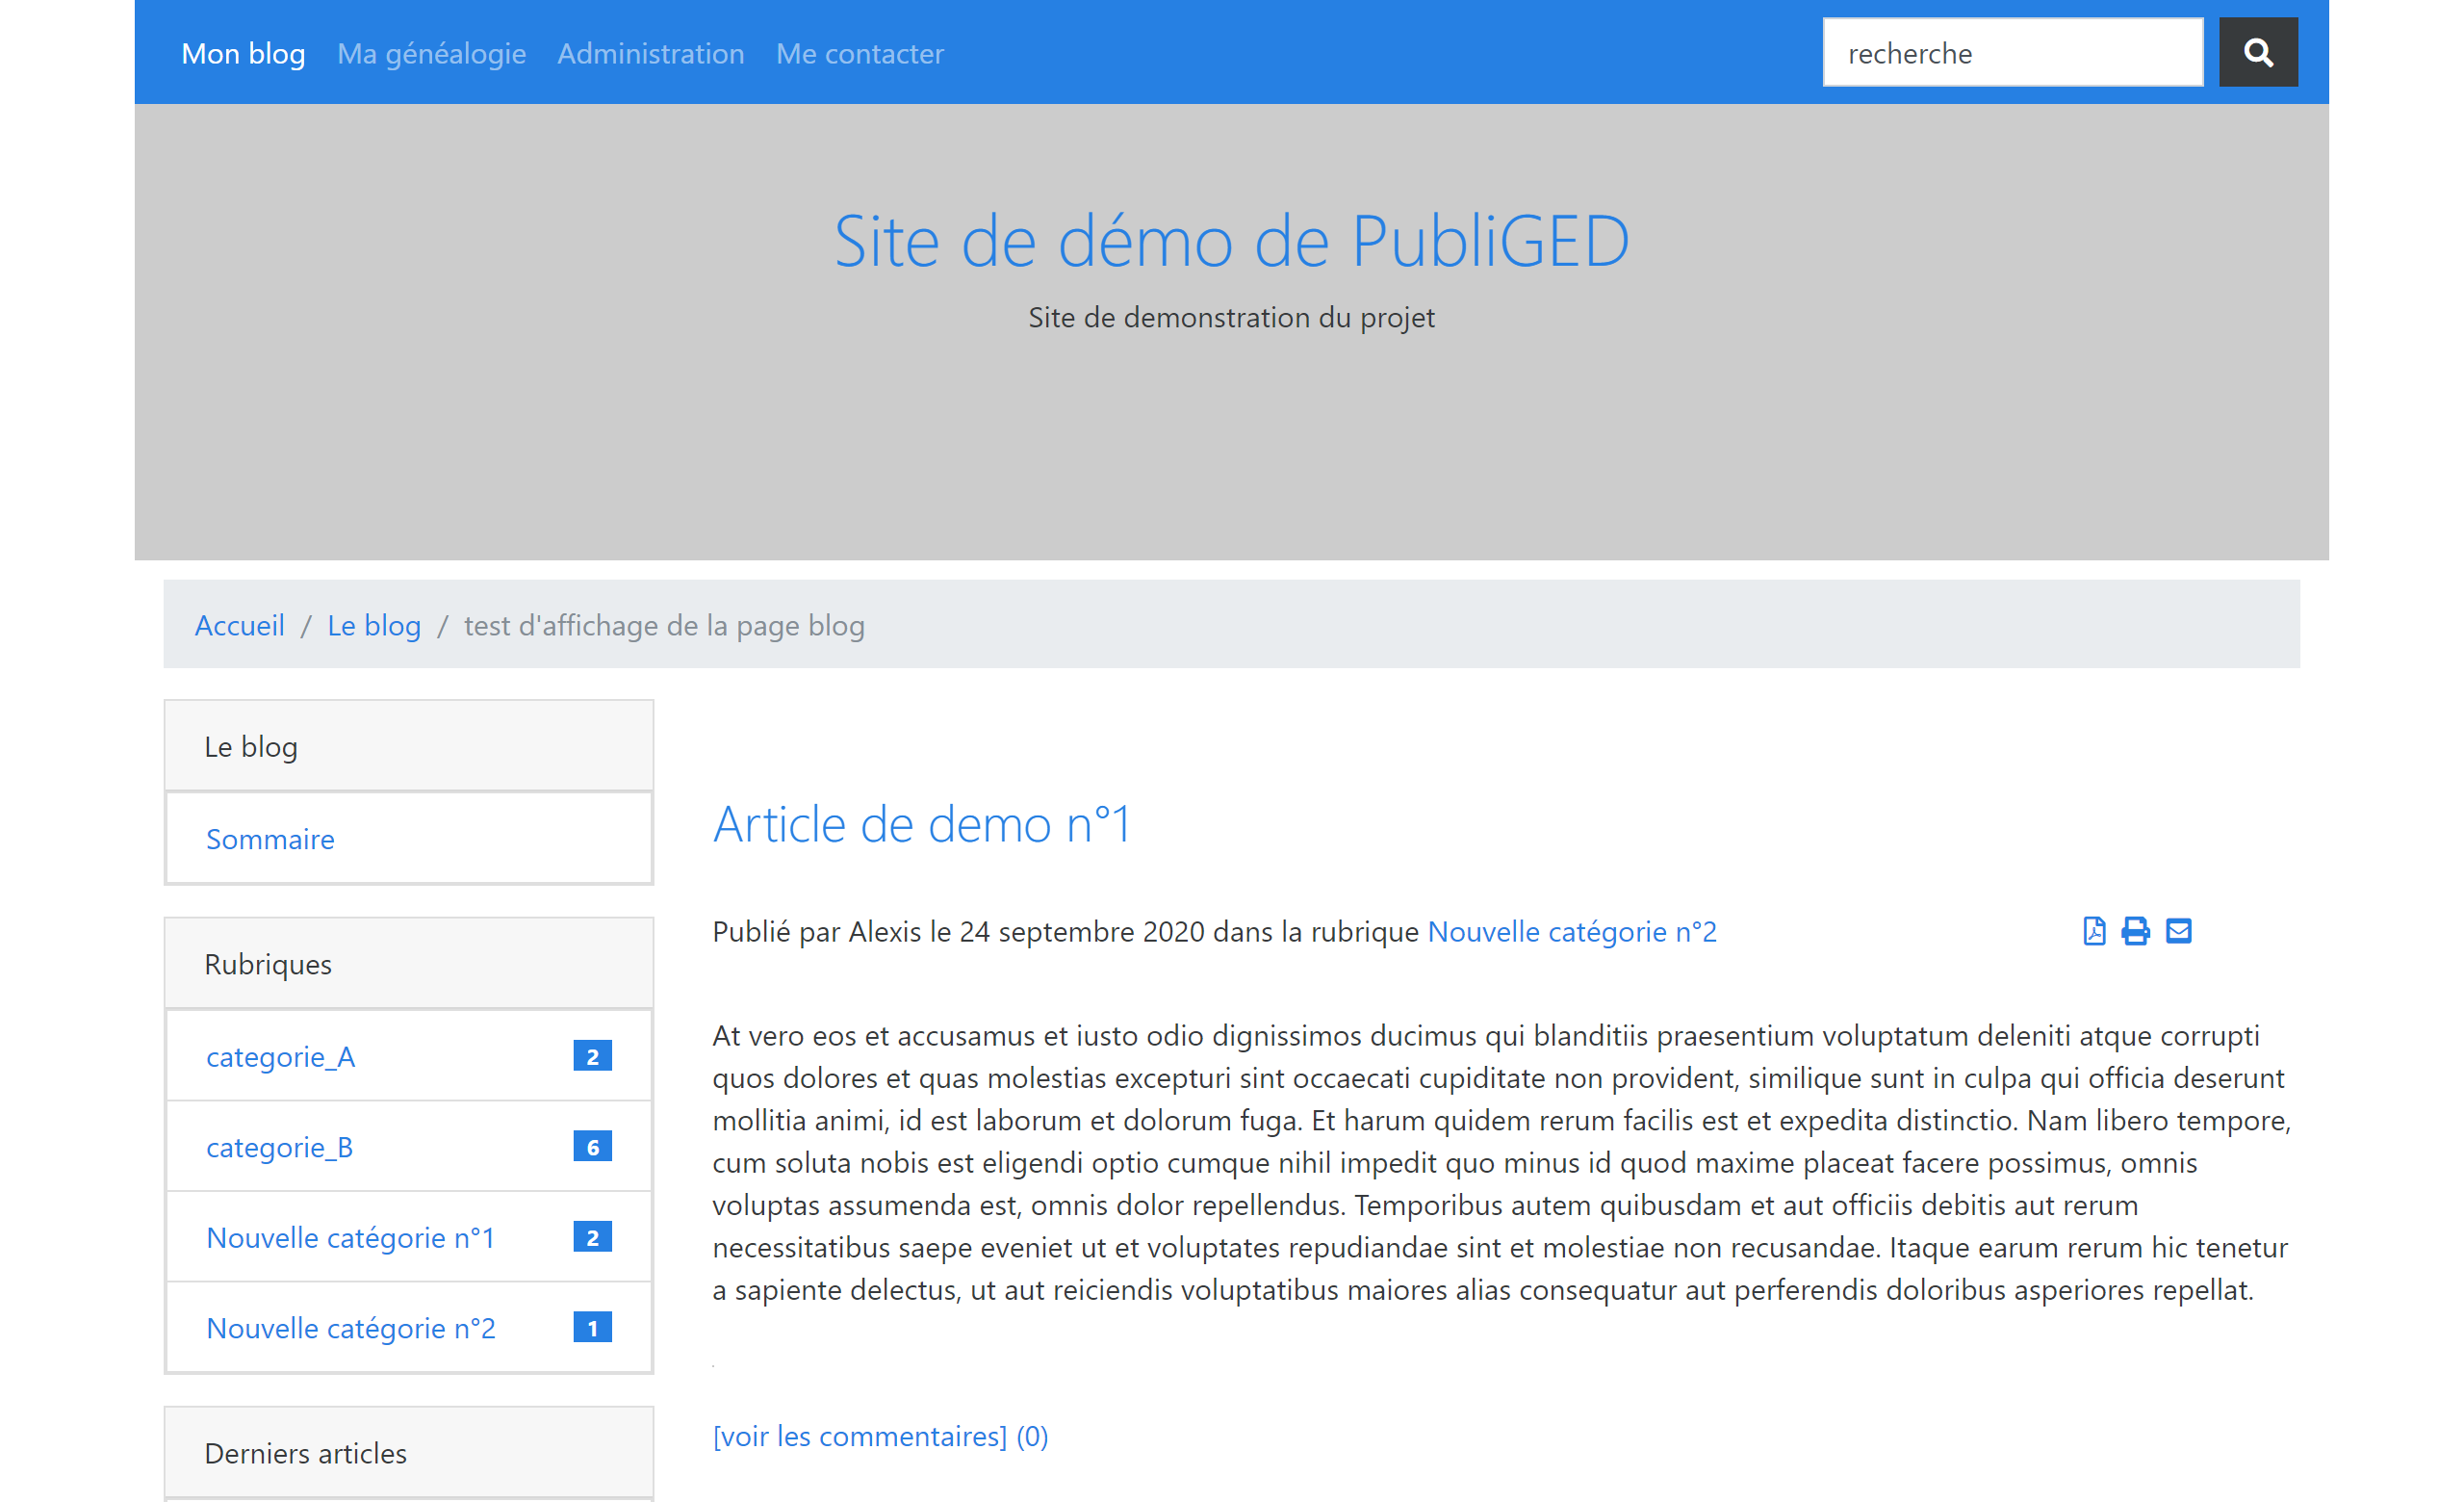 Mon blog Ma généalogie Administration Me contacter recherche
Site de démo de PubliGED
Site de demonstration du projet
Accueil / Le blog / test d'affichage de la page blog
Le blog
Sommaire
Rubriques
categorie_A 2
categorie_B 6
Nouvelle catégorie n°1 2
Nouvelle catégorie n°2 1
Derniers articles
Article de demo n°1
Publié par Alexis le 24 septembre 2020 dans la rubrique Nouvelle catégorie n°2
At vero eos et accusamus et iusto odio dignissimos ducimus qui blanditiis praesentium voluptatum deleniti atque corrupti
quos dolores et quas molestias excepturi sint occaecati cupiditate non provident, similique sunt in culpa qui officia deserunt
mollitia animi, id est laborum et dolorum fuga. Et harum quidem rerum facilis est et expedita distinctio. Nam libero tempore,
cum soluta nobis est eligendi optio cumque nihil impedit quo minus id quod maxime placeat facere possimus, omnis
voluptas assumenda est, omnis dolor repellendus. Temporibus autem quibusdam et aut officiis debitis aut rerum
necessitatibus saepe eveniet ut et voluptates repudiandae sint et molestiae non recusandae. Itaque earum rerum hic tenetur
a sapiente delectus, ut aut reiciendis voluptatibus maiores alias consequatur aut perferendis doloribus asperiores repellat.
[voir les commentaires] (0)